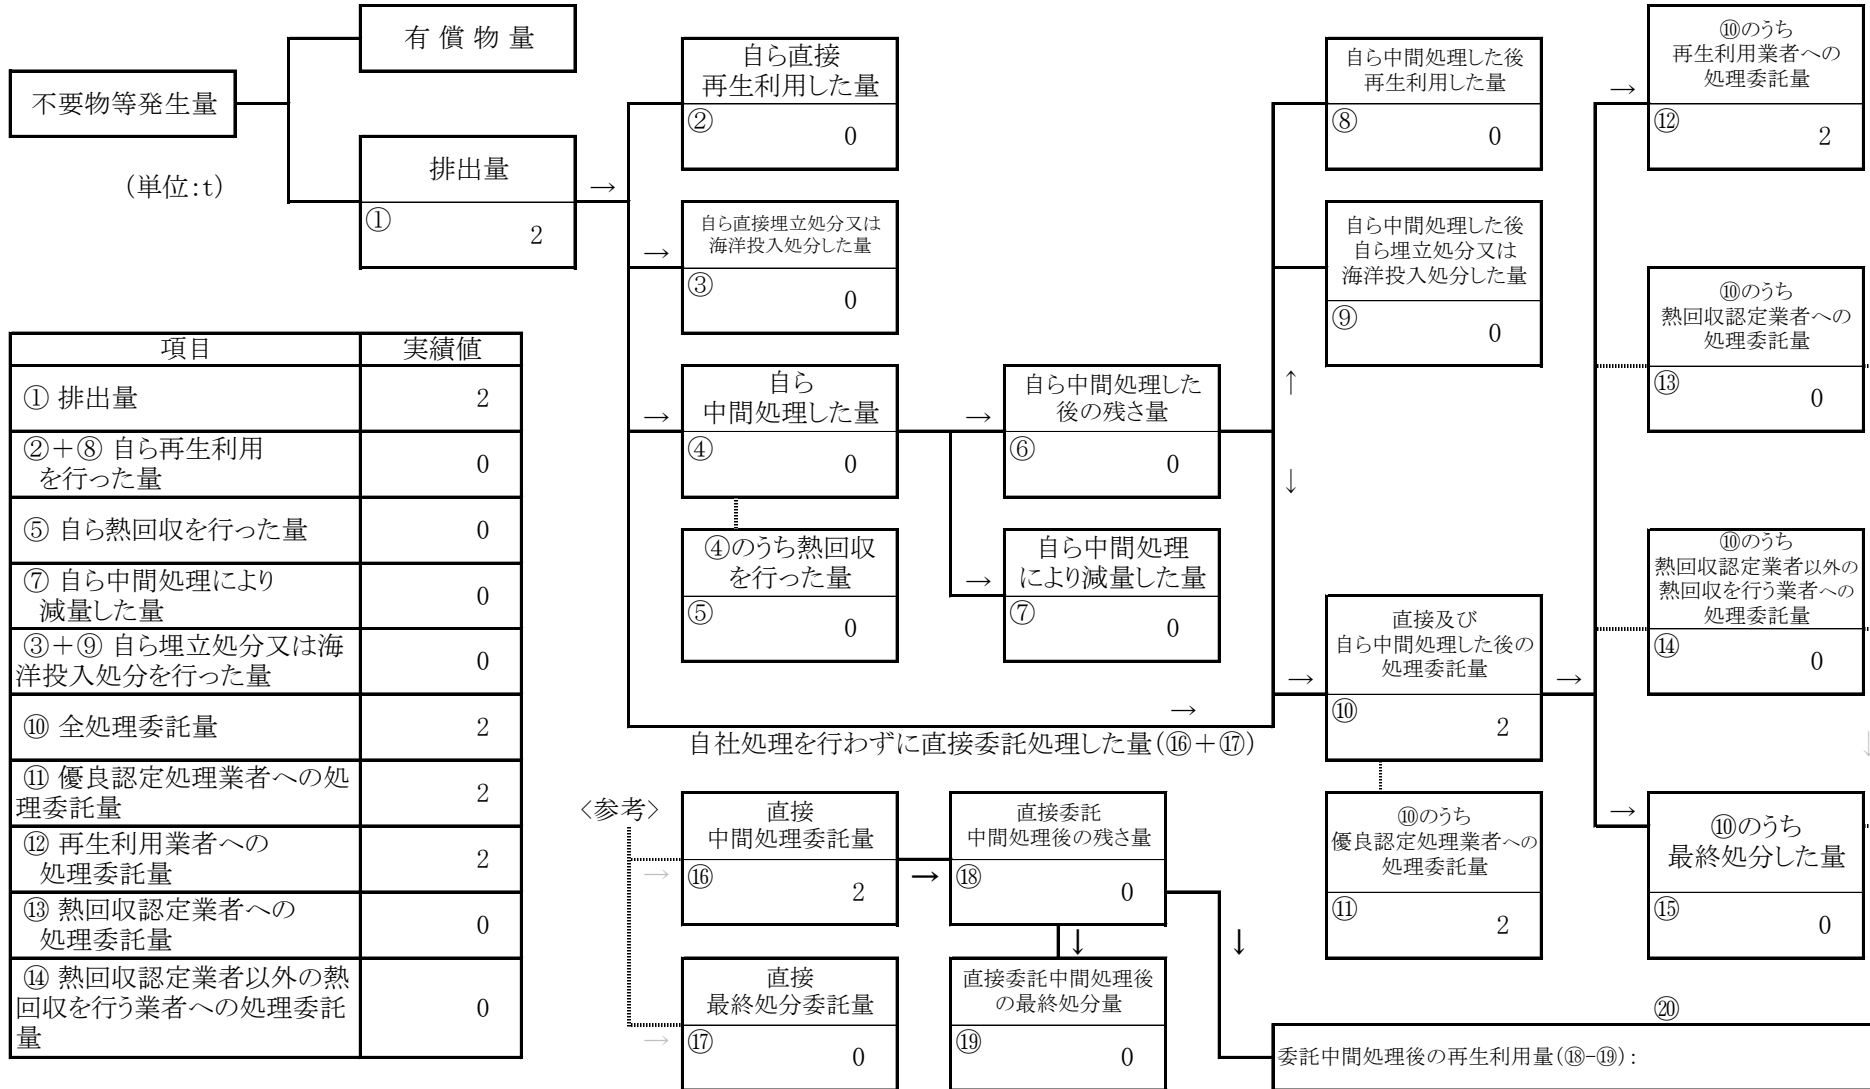 有 償 物 量
不要物等発生量
(単位:t)
排出量
①
2
自ら直接
再生利用した量
②
0
自ら直接埋立処分又は
海洋投入処分した量
③
0
自ら
中間処理した量
④
0
④のうち熱回収
を行った量
⑤
0
自ら中間処理した
後の残さ量
⑥
0
自ら中間処理
により減量した量
⑦
0
自ら中間処理した後
再生利用した量
⑧
0
自ら中間処理した後
自ら埋立処分又は
海洋投入処分した量
⑨
0
直接及び
自ら中間処理した後の
処理委託量
⑩
2
⑩のうち
優良認定処理業者への
処理委託量
⑪
2
⑩のうち
再生利用業者への
処理委託量
⑫
2
⑩のうち
熱回収認定業者への
処理委託量
⑬
0
⑩のうち
熱回収認定業者以外の
熱回収を行う業者への
処理委託量
⑭
0
⑩のうち
最終処分した量
⑮
0
自社処理を行わずに直接委託処理した量(⑯+⑰)
<参考>
直接
中間処理委託量
⑯
2
直接
最終処分委託量
⑰
0
直接委託
中間処理後の残さ量
⑱
0
直接委託中間処理後
の最終処分量
⑲
0
⑳
委託中間処理後の再生利用量(⑱-⑲):
項目 実績値
① 排出量 2
②+⑧ 自ら再生利用
を行った量 0
⑤ 自ら熱回収を行った量 0
⑦ 自ら中間処理により
減量した量 0
③+⑨ 自ら埋立処分又は海
洋投入処分を行った量 0
⑩ 全処理委託量 2
⑪ 優良認定処理業者への処
理委託量 2
⑫ 再生利用業者への
処理委託量 2
⑬ 熱回収認定業者への
処理委託量 0
⑭ 熱回収認定業者以外の熱
回収を行う業者への処理委託
量 0